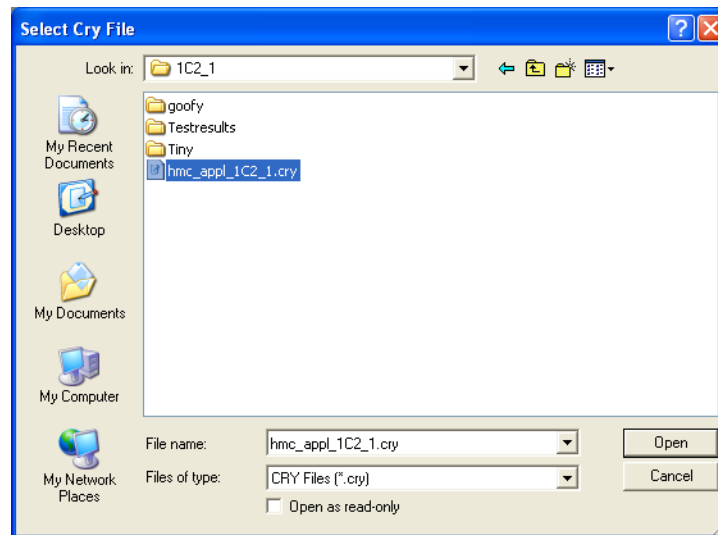 Select Cry File
Look in: 1C2_1
goofy
Testresults
Tiny
hmc_appl_1C2_1.cry
My Recent
Documents
Desktop
My Documents
My Computer
My Network
Places
File name: hmc_appl_1C2_1.cry Open
Files of type: CRY Files (*.cry) Cancel
Open as read-only